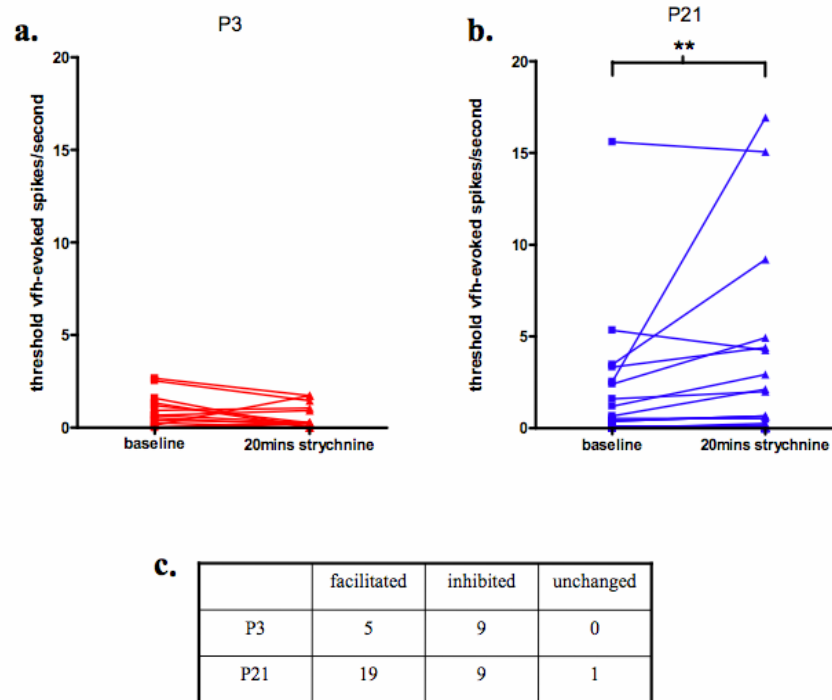 a.
P3
threshold vfh-evoked spikes/second
20
15
10
5
0
baseline 20mins strychnine
b.
P21
**
threshold vfh-evoked spikes/second
20
15
10
5
0
baseline 20mins strychnine
c.
facilitated inhibited unchanged
P3 5 9 0
P21 19 9 1